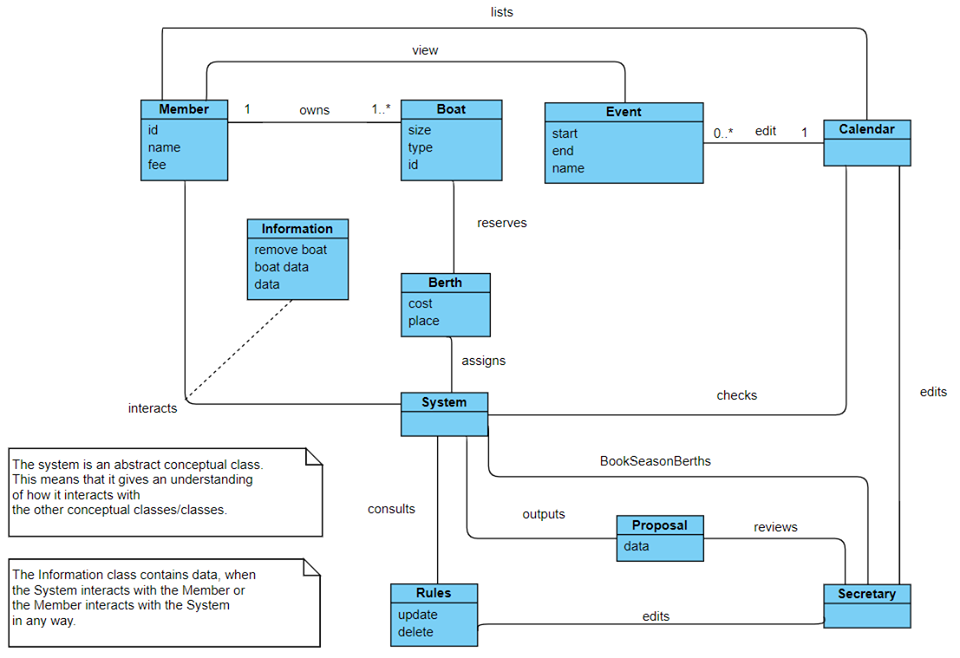 lists
view
Member
id
name
fee
1
owns
1..*
Boat
size
type
id
Event
start
end
name
0..*
edit
1
Calendar
Information
remove boat
boat data
data
reserves
Berth
cost
place
assigns
interacts
System
checks
edits
The system is an abstract conceptual class.
This means that it gives an understanding
of how it interacts with
the other conceptual classes/classes.
BookSeasonBerths
consults
outputs
Proposal
data
reviews
The Information class contains data, when
the System interacts with the Member or
the Member interacts with the System
in any way.
Rules
update
delete
edits
Secretary